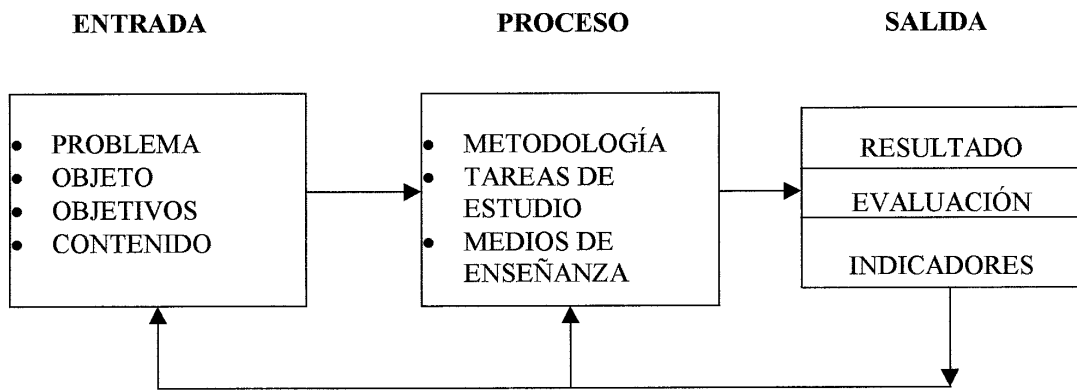 ENTRADA
PROCESO
SALIDA
• PROBLEMA
• OBJETO
• OBJETIVOS
• CONTENIDO
• METODOLOGÍA
• TAREAS DE
ESTUDIO
• MEDIOS DE
ENSEÑANZA
RESULTADO
EVALUACIÓN
INDICADORES